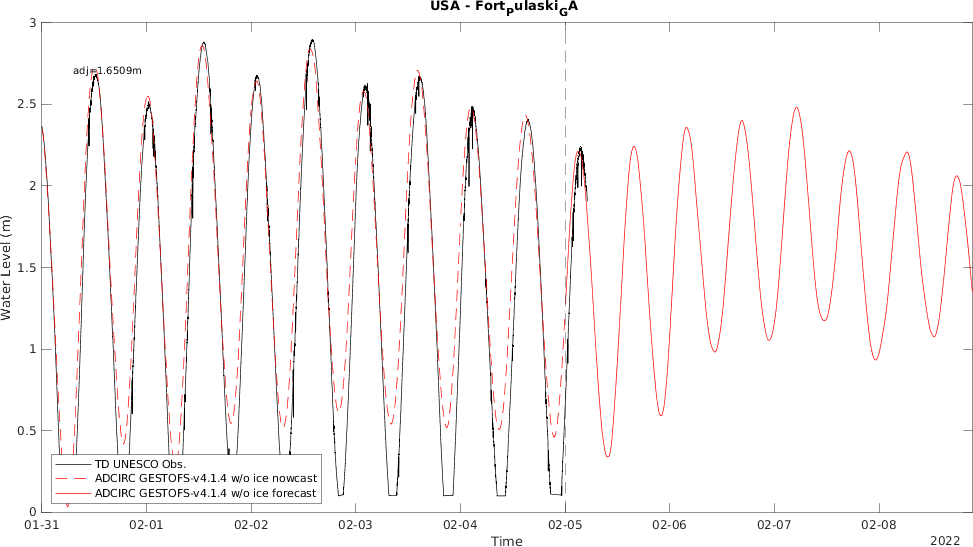 USA - Fort_Pulaski_GA
adj=1.6509m
3
2.5
2
1.5
1
0.5
0
Water Level (m)
TD UNESCO Obs.
ADCIRC GESTOFS-v4.1.4 w/o ice nowcast
ADCIRC GESTOFS-v4.1.4 w/o ice forecast
01-31 02-01 02-02 02-03 02-04 02-05 02-06 02-07 02-08
Time
2022